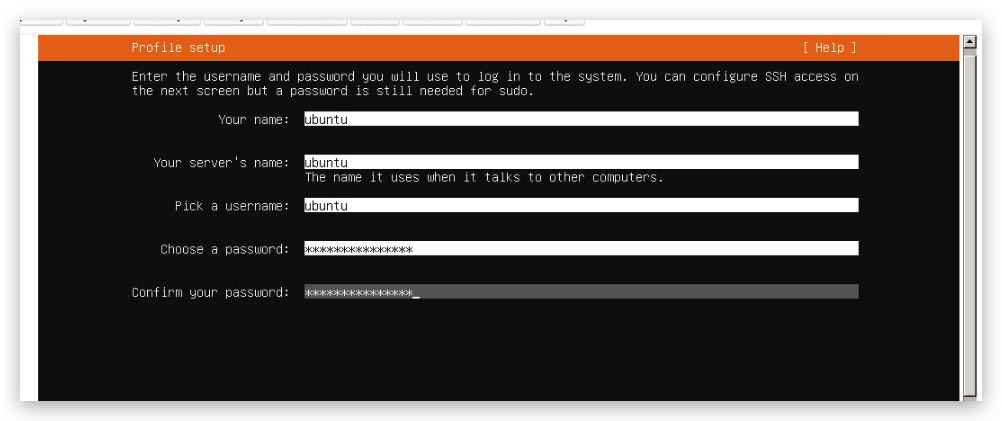 Profile setup [ Help ]
Enter the username and password you will use to log in to the system. You can configure SSH access on
the next screen but a password is still needed for sudo.
Your name: ubuntu
Your server's name: ubuntu
The name it uses when it talks to other computers.
Pick a username: ubuntu
Choose a password: ***************
Confirm your password: ***************_